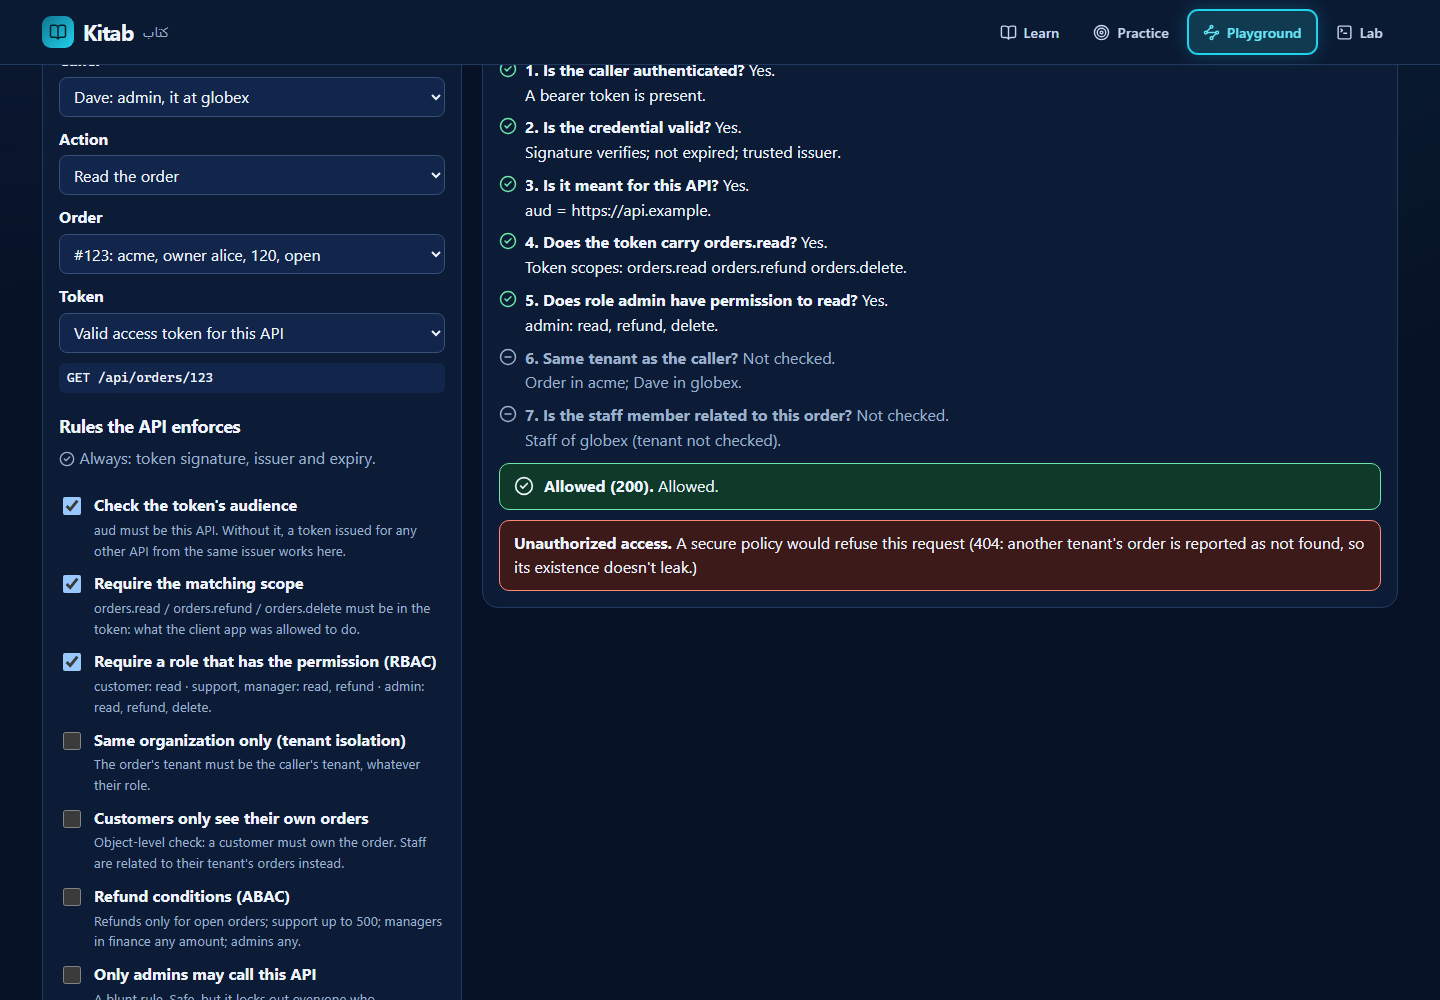 Kitab كتاب
Learn
Practice
Playground
Lab
Dave: admin, it at globex
Action
Read the order
Order
#123: acme, owner alice, 120, open
Token
Valid access token for this API
GET /api/orders/123
Rules the API enforces
Always: token signature, issuer and expiry.
Check the token's audience
aud must be this API. Without it, a token issued for any
other API from the same issuer works here.
Require the matching scope
orders.read / orders.refund / orders.delete must be in the
token: what the client app was allowed to do.
Require a role that has the permission (RBAC)
customer: read · support, manager: read, refund · admin:
read, refund, delete.
Same organization only (tenant isolation)
The order's tenant must be the caller's tenant, whatever
their role.
Customers only see their own orders
Object-level check: a customer must own the order. Staff
are related to their tenant's orders instead.
Refund conditions (ABAC)
Refunds only for open orders; support up to 500; managers
in finance any amount; admins any.
Only admins may call this API
A blunt rule. Safe, but it locks out everyone who
1. Is the caller authenticated? Yes.
A bearer token is present.
2. Is the credential valid? Yes.
Signature verifies; not expired; trusted issuer.
3. Is it meant for this API? Yes.
aud = https://api.example.
4. Does the token carry orders.read? Yes.
Token scopes: orders.read orders.refund orders.delete.
5. Does role admin have permission to read? Yes.
admin: read, refund, delete.
6. Same tenant as the caller? Not checked.
Order in acme; Dave in globex.
7. Is the staff member related to this order? Not checked.
Staff of globex (tenant not checked).
Allowed (200). Allowed.
Unauthorized access. A secure policy would refuse this request (404: another tenant's order is reported as not found, so
its existence doesn't leak.)